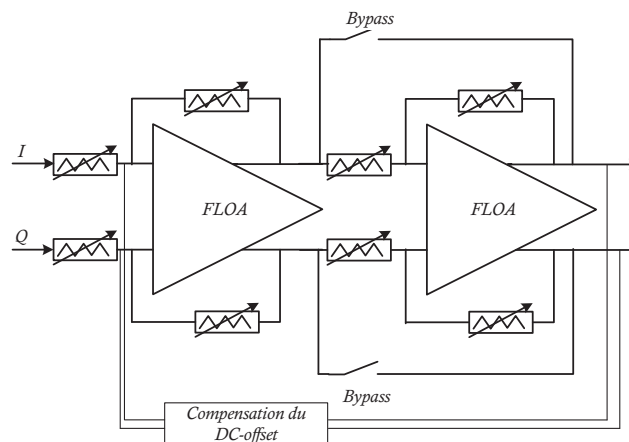 Bypass
I
FLOA
FLOA
Q
Bypass
Compensation du
DC-offset